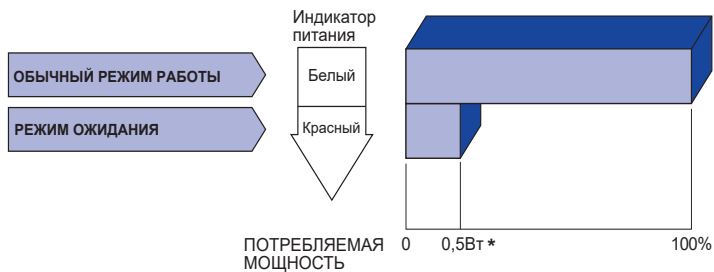 Индикатор
питания
ОБЫЧНЫЙ РЕЖИМ РАБОТЫ
Белый
РЕЖИМ ОЖИДАНИЯ
Красный
ПОТРЕБЛЯЕМАЯ
МОЩНОСТЬ
0
0,5Вт *
100%